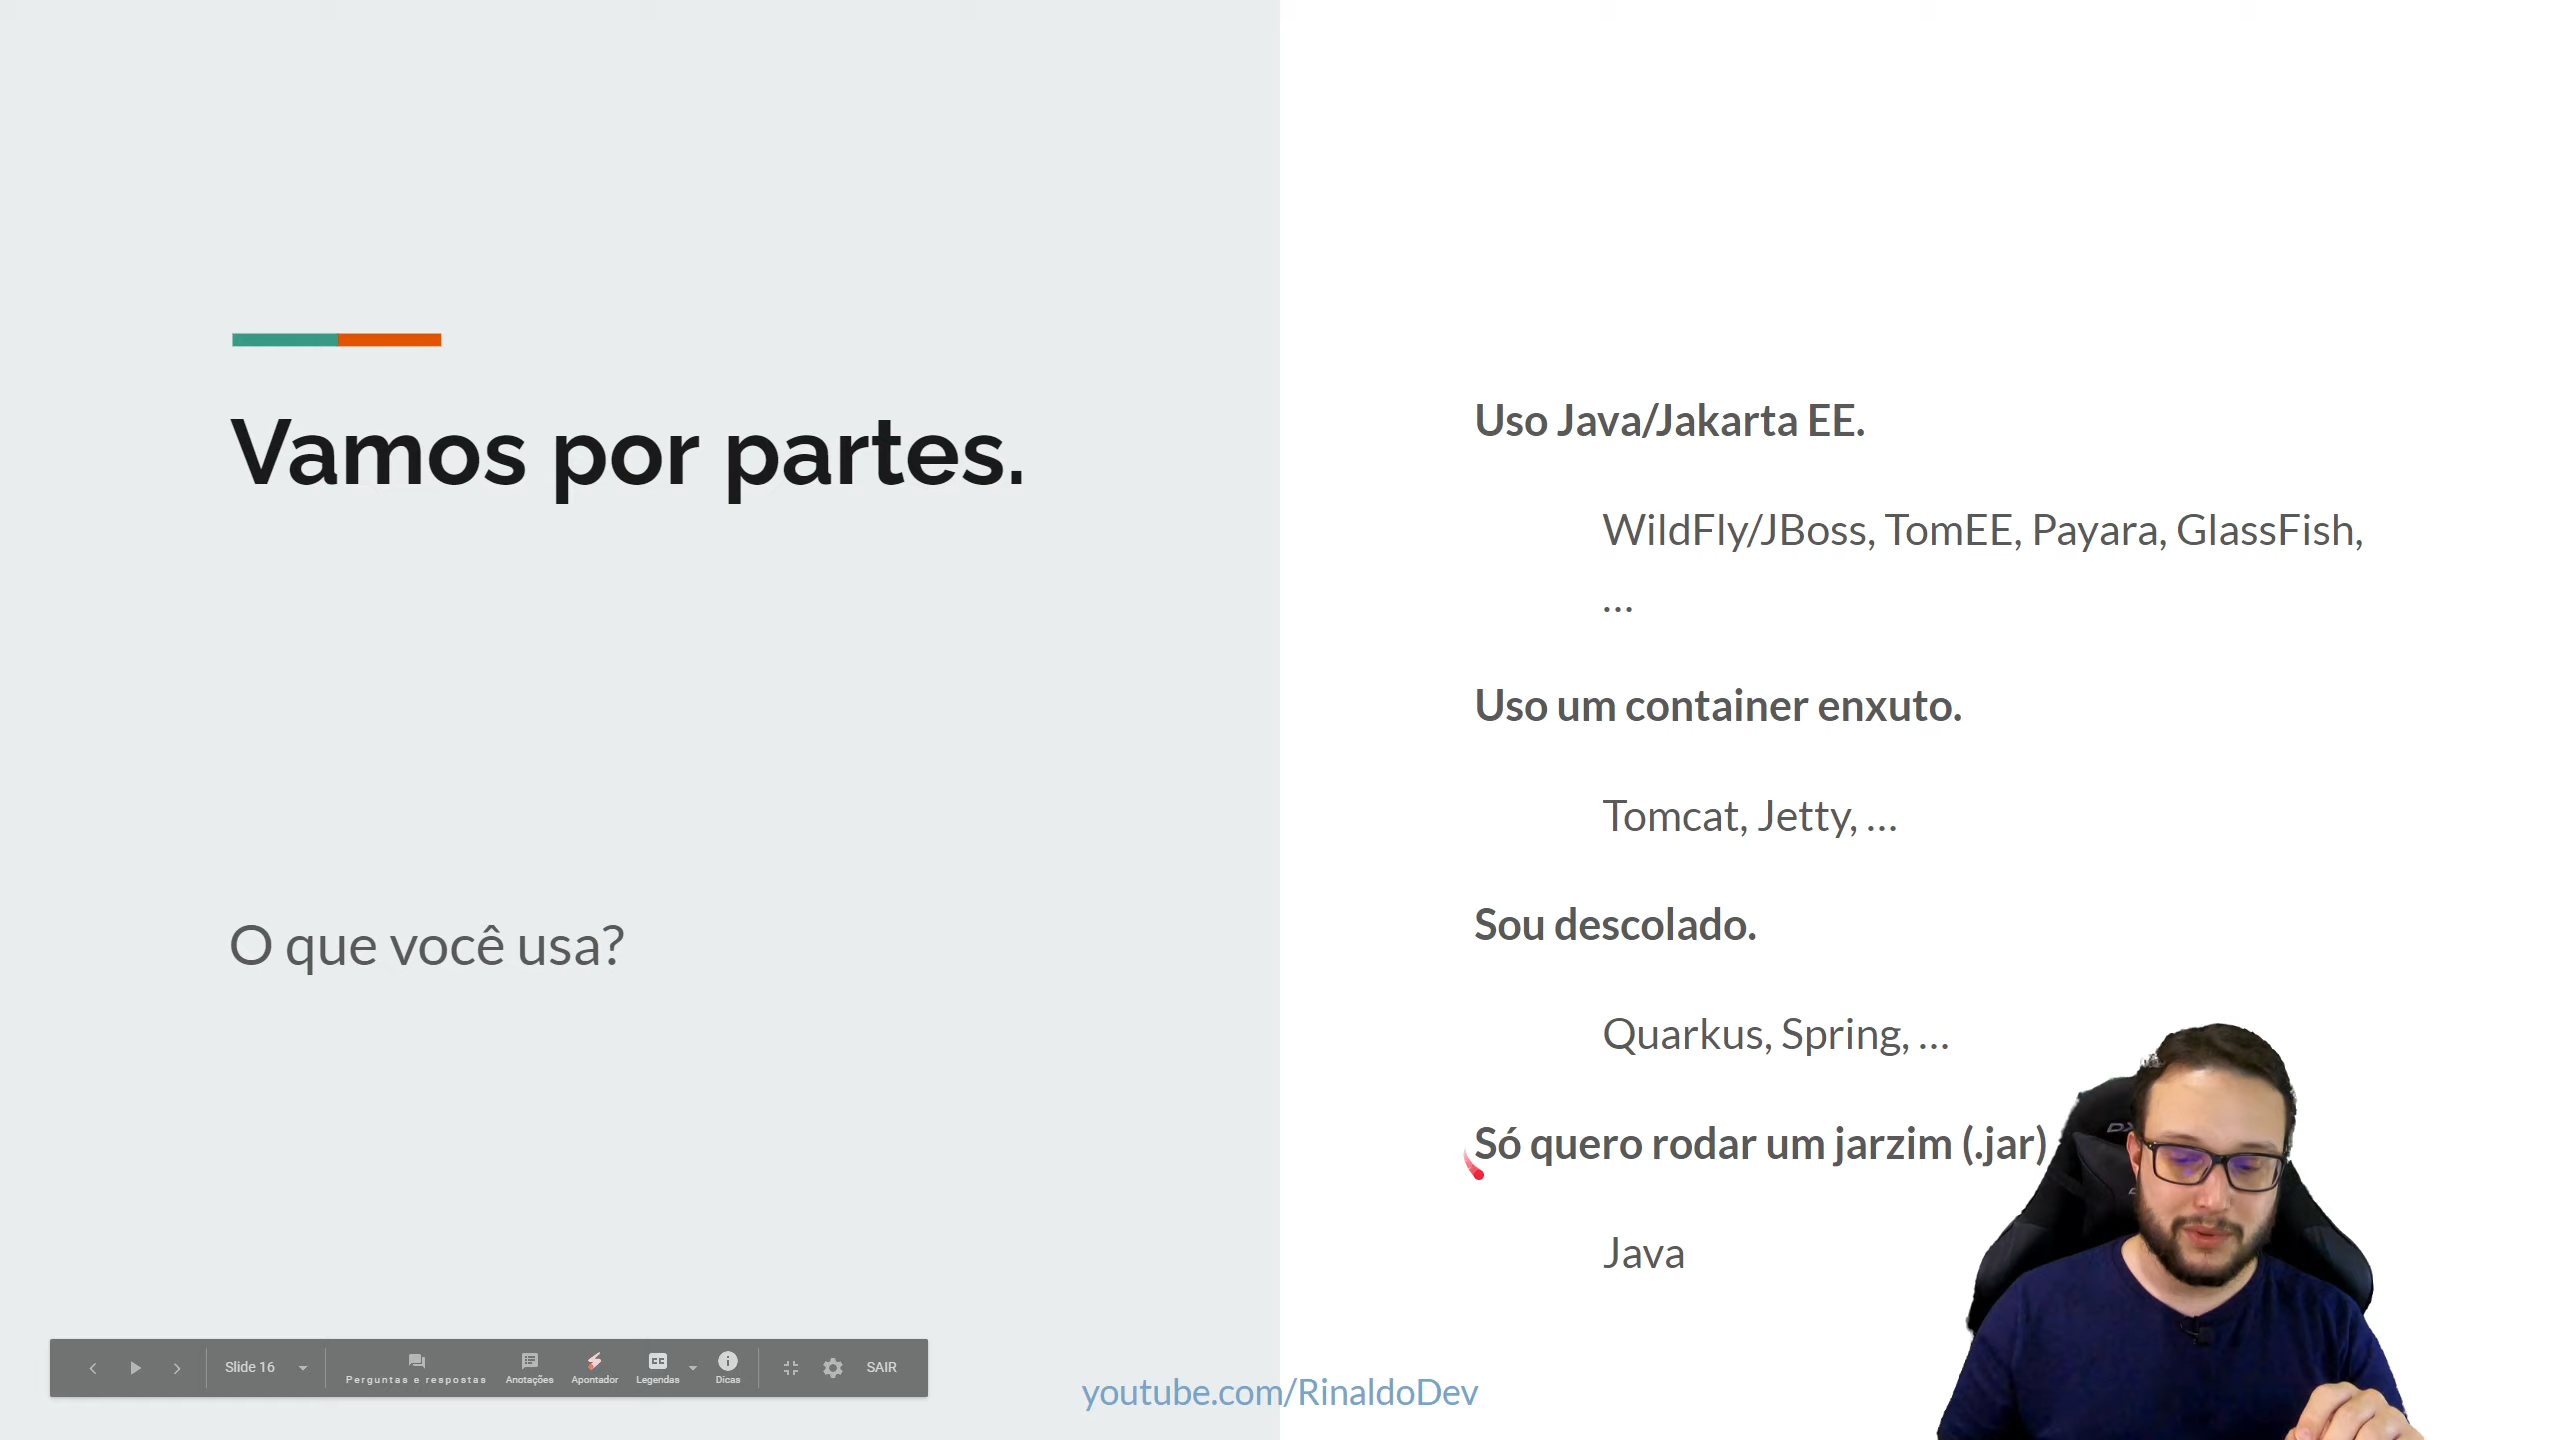 Vamos por partes.
O que você usa?
Uso Java/Jakarta EE.
WildFly/JBoss, TomEE, Payara, GlassFish,
...
Uso um container enxuto.
Tomcat, Jetty, ...
Sou descolado.
Quarkus, Spring, ...
Só quero rodar um jarzim (.jar)
Java
Slide 16
Perguntas e respostas
Anotações
Apontador
CC
Legendas
Dicas
SAIR
youtube.com/RinaldoDev